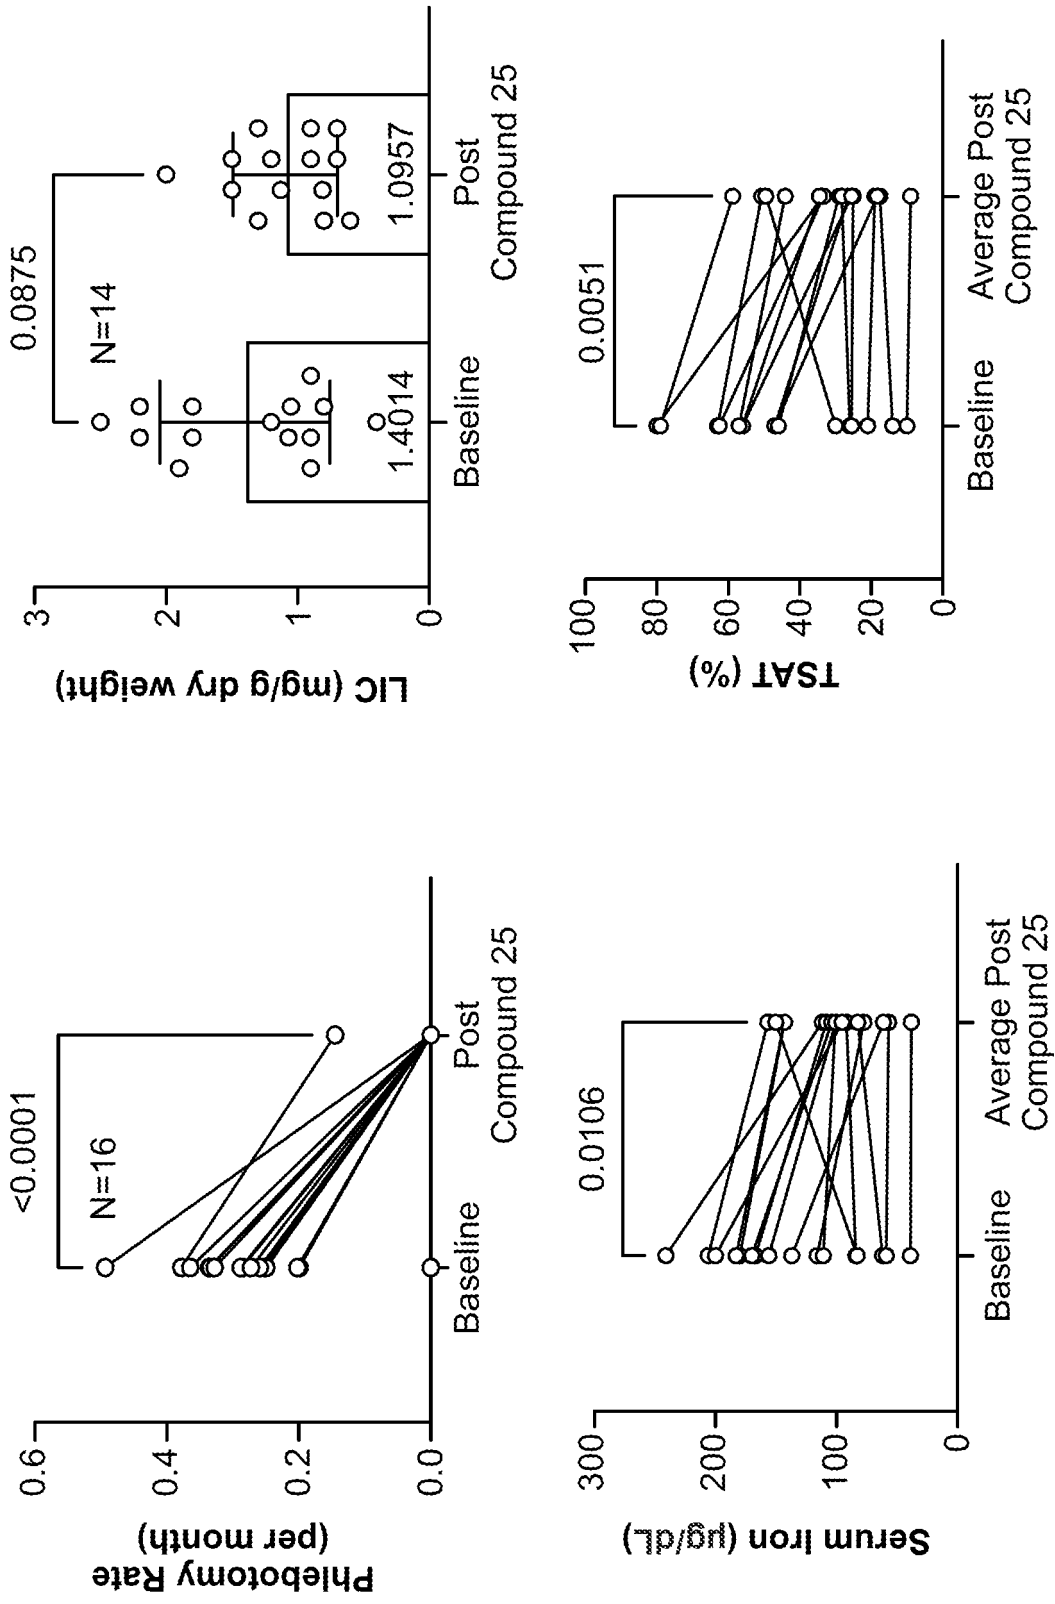 Phlebotomy Rate
(per month)
0.6
0.4
0.2
0.0
<0.0001
N=16
Baseline
Post
Compound 25
LIC (mg/g dry weight)
3
2
1
0
0.0875
N=14
1.4014
1.0957
Baseline
Post
Compound 25
Serum Iron (µg/dL)
300
200
100
0
0.0106
Baseline
Average Post
Compound 25
TSAT (%)
100
80
60
40
20
0
0.0051
Baseline
Average Post
Compound 25